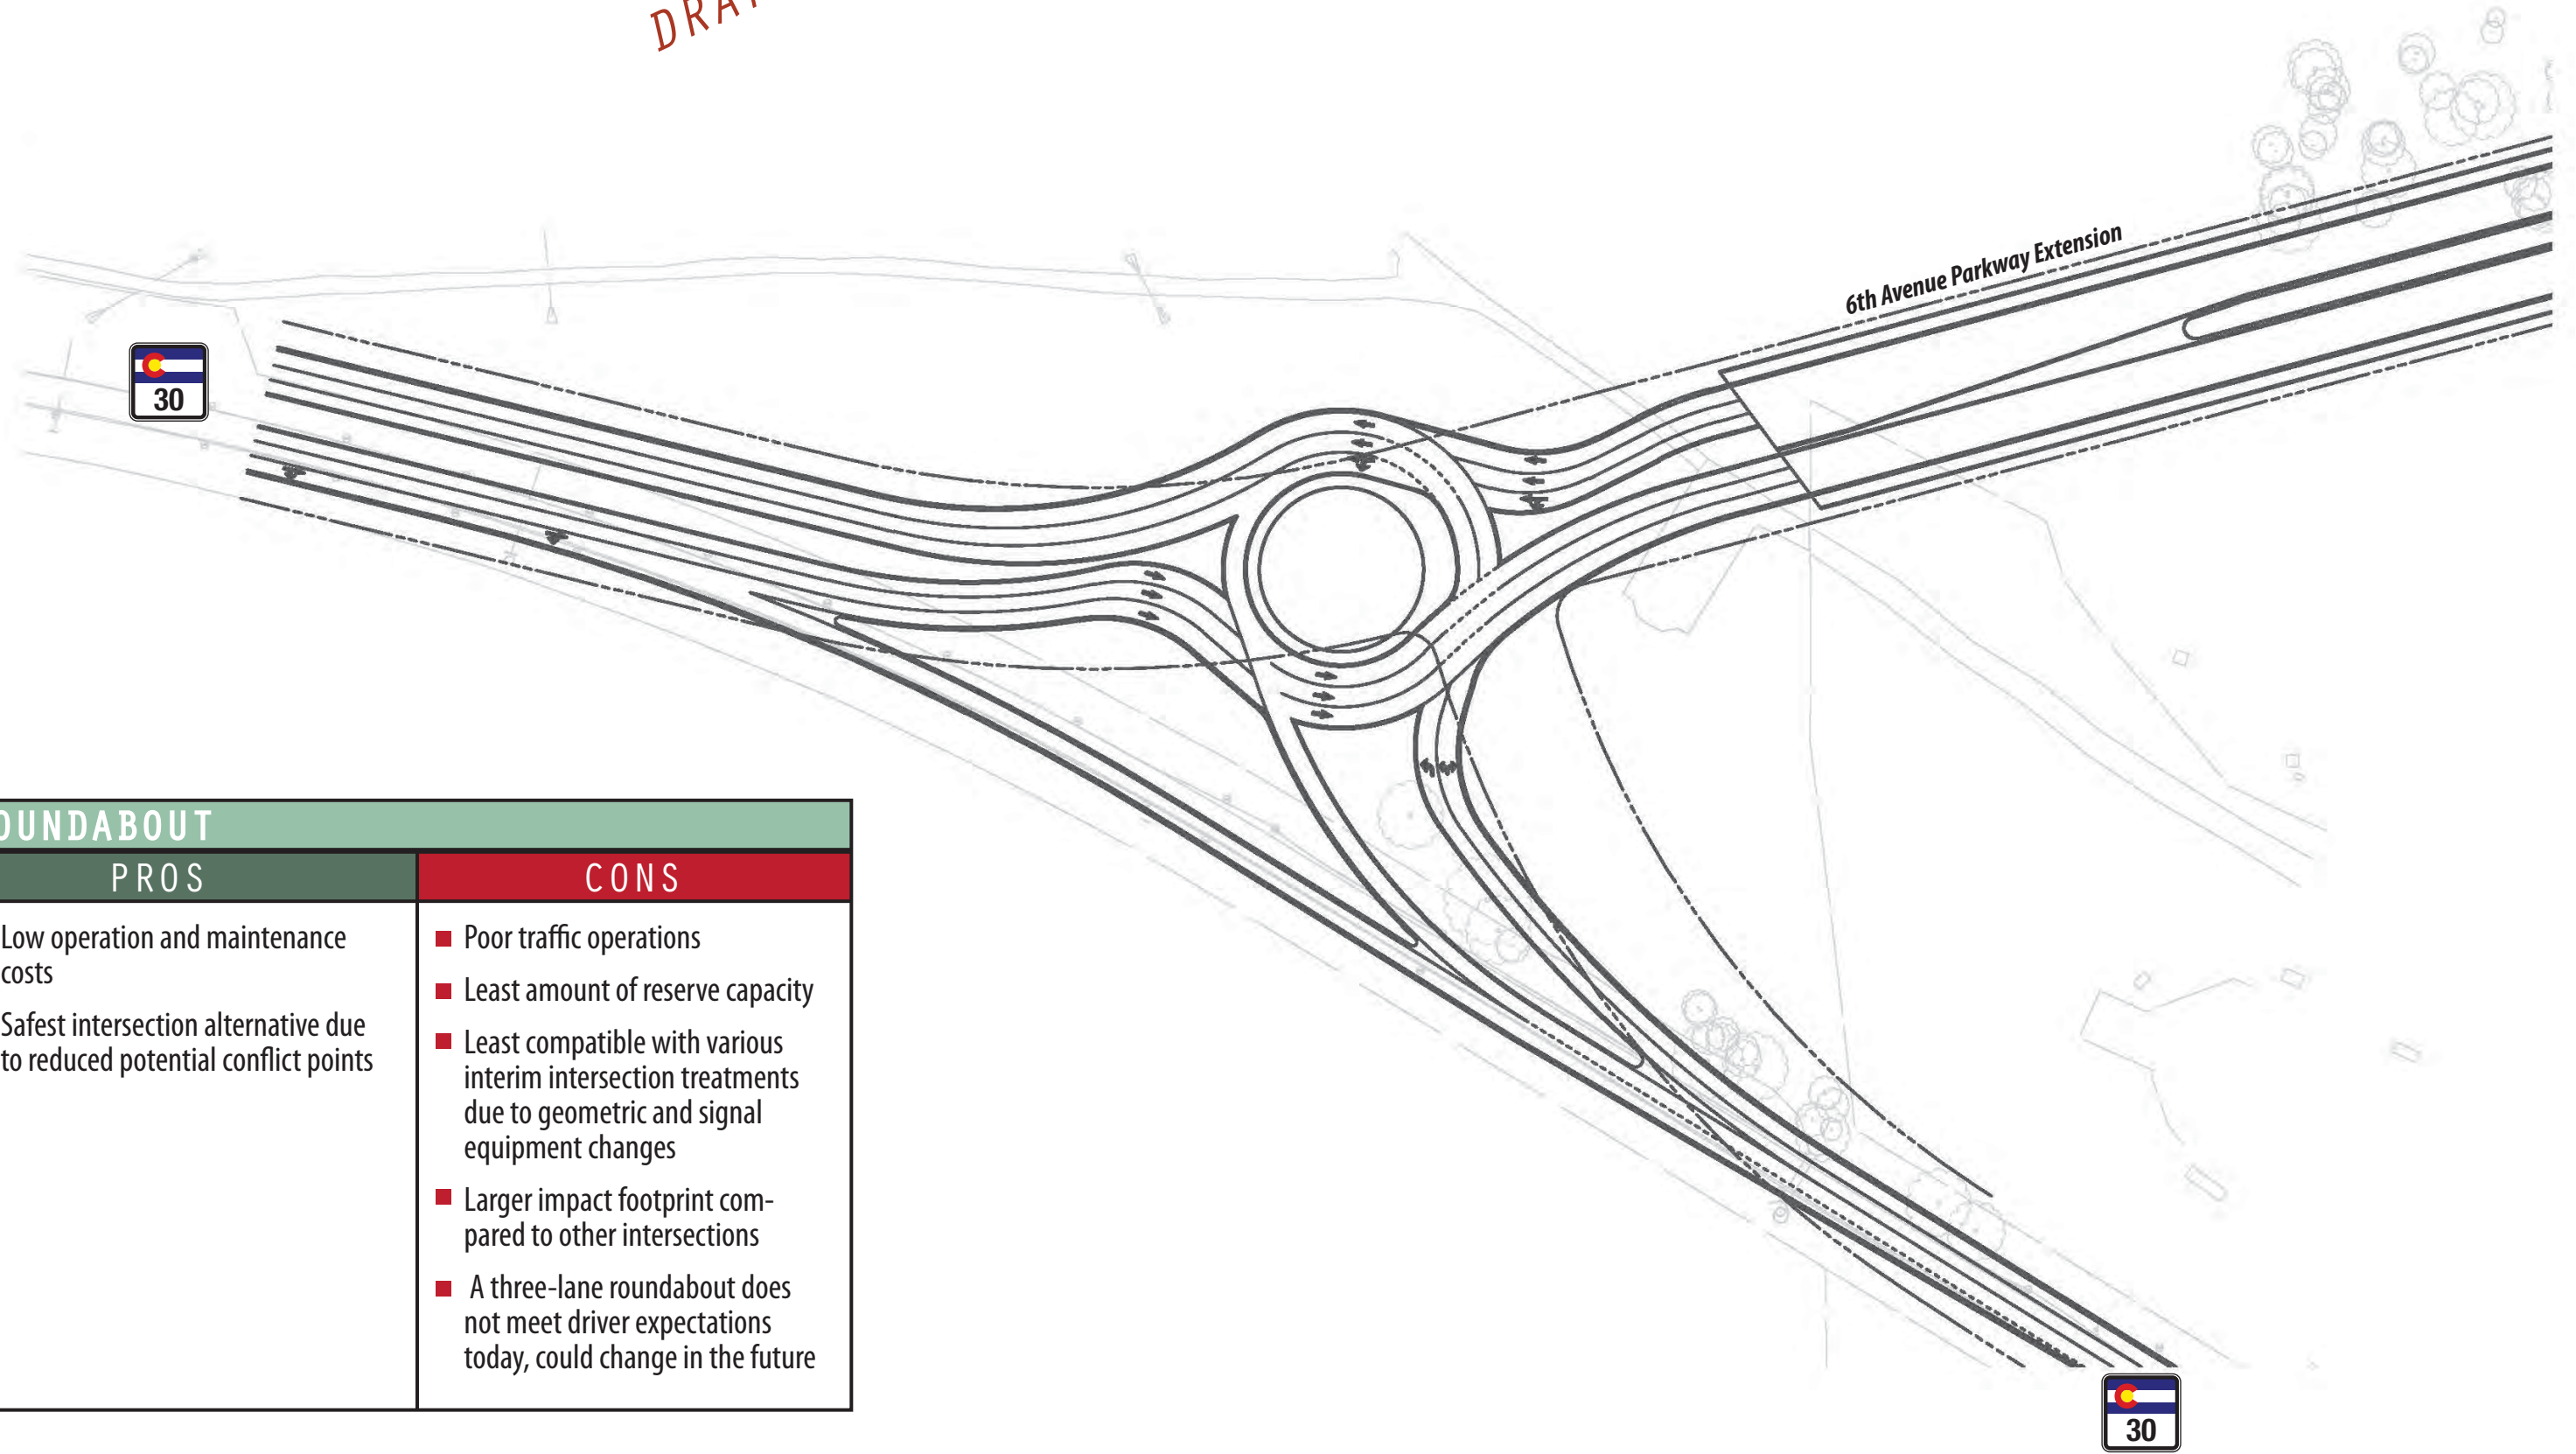 DRA
6th Avenue Parkway Extension
30
OUNDABOUT
PROS
CONS
Low operation and maintenance
costs
Safest intersection alternative due
to reduced potential conflict points
Poor traffic operations
Least amount of reserve capacity
Least compatible with various
interim intersection treatments
due to geometric and signal
equipment changes
Larger impact footprint com-
pared to other intersections
A three-lane roundabout does
not meet driver expectations
today, could change in the future
30